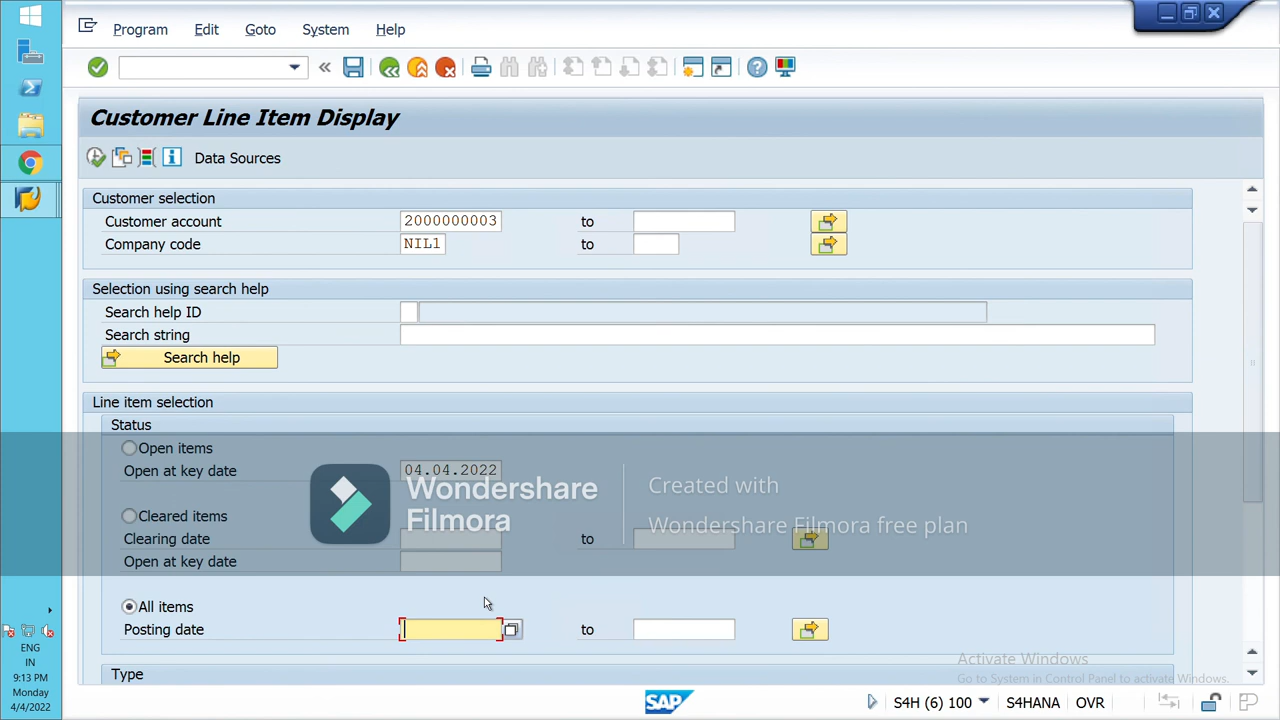 Program Edit Goto System Help
Customer Line Item Display
Data Sources
Customer selection
Customer account 2000000003 to
Company code NIL1 to
Selection using search help
Search help ID
Search string
Search help
Line item selection
Status
Open items
Open at key date 04.04.2022
Cleared items
Clearing date to
Open at key date
Wondershare
Filmora
Created with
Wondershare Filmora free plan
All items
Posting date to
Type
Activate Windows
Go to System in Control Panel to activate Windows.
SAP S4H (6) 100 S4HANA OVR
ENG
IN
9:13 PM
Monday
4/4/2022